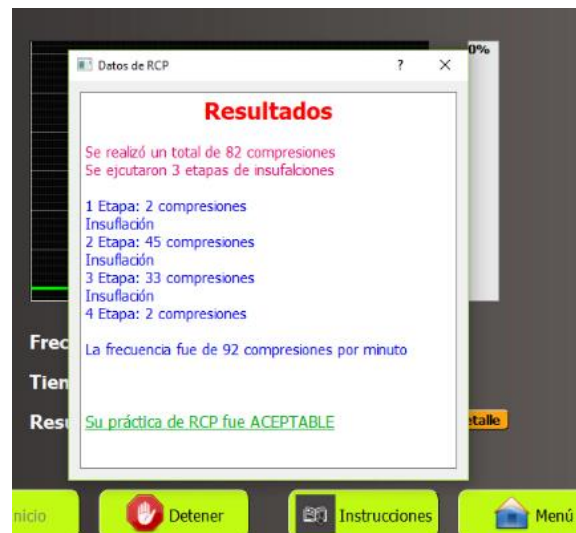 0%
Datos de RCP
Resultados
Se realizó un total de 82 compresiones
Se ejcutaron 3 etapas de insufalciones
1 Etapa: 2 compresiones
Insuflación
2 Etapa: 45 compresiones
Insuflación
3 Etapa: 33 compresiones
Insuflación
4 Etapa: 2 compresiones
La frecuencia fue de 92 compresiones por minuto
Su práctica de RCP fue ACEPTABLE
Frec
Tien
Resu
etalle
nicio
Detener
Instrucciones
Menú